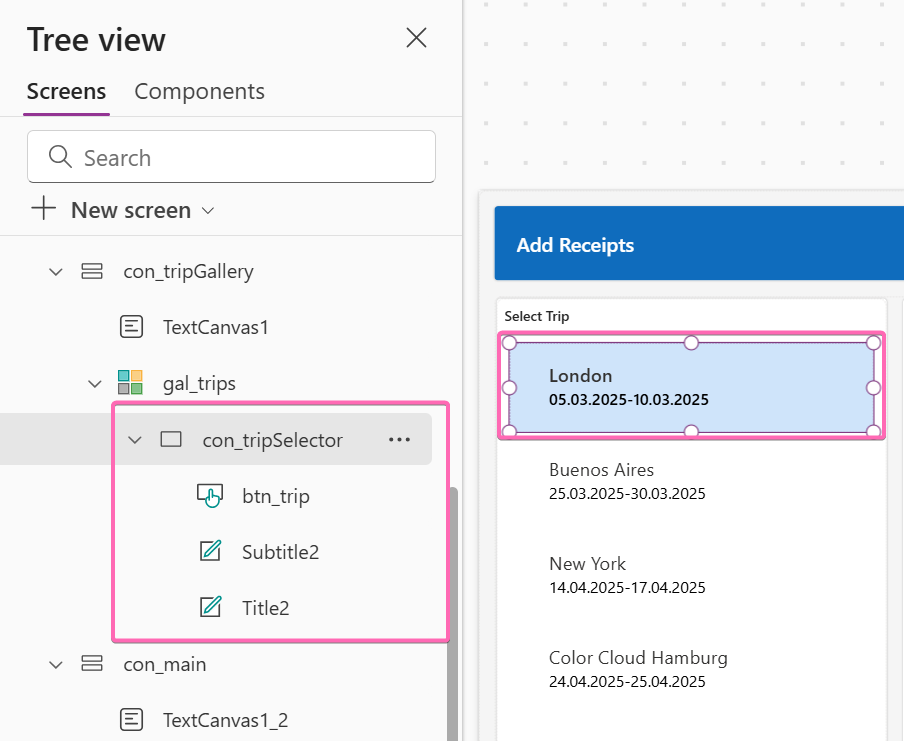 Tree view
Screens
Components
Search
New screen
con_tripGallery
TextCanvas1
gal_trips
con_tripSelector
btn_trip
Subtitle2
Title2
con_main
TextCanvas1_2
Add Receipts
Select Trip
London
05.03.2025-10.03.2025
Buenos Aires
25.03.2025-30.03.2025
New York
14.04.2025-17.04.2025
Color Cloud Hamburg
24.04.2025-25.04.2025